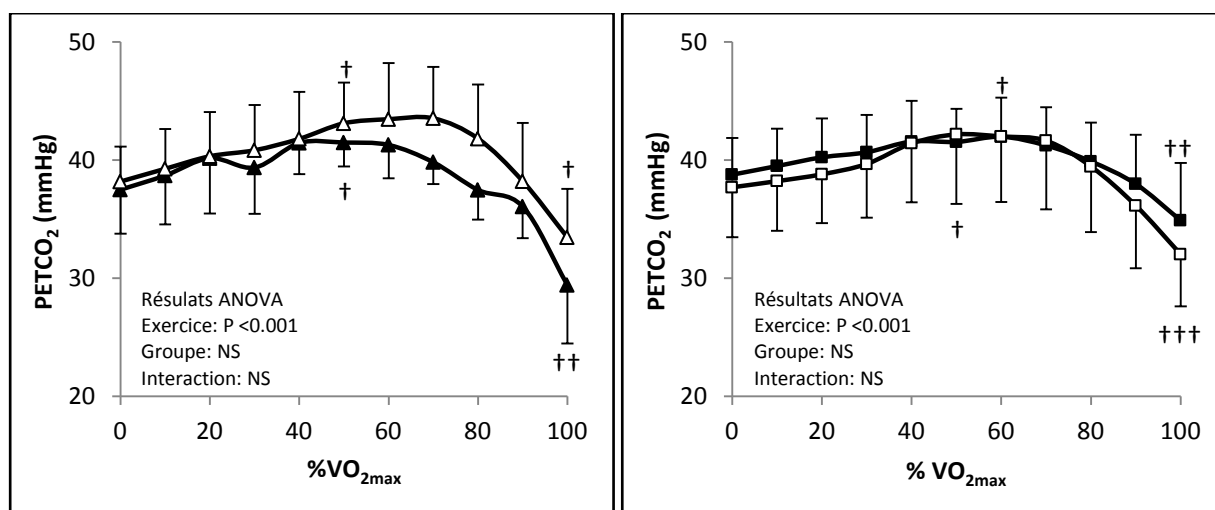 50
40
30
20
PETCO₂ (mmHg)
†
†
†
††
Résulats ANOVA
Exercice: P <0.001
Groupe: NS
Interaction: NS
0 20 40 60 80 100
%VO₂max
50
40
30
20
PETCO₂ (mmHg)
†
††
†
†††
Résulats ANOVA
Exercice: P <0.001
Groupe: NS
Interaction: NS
0 20 40 60 80 100
% VO₂max